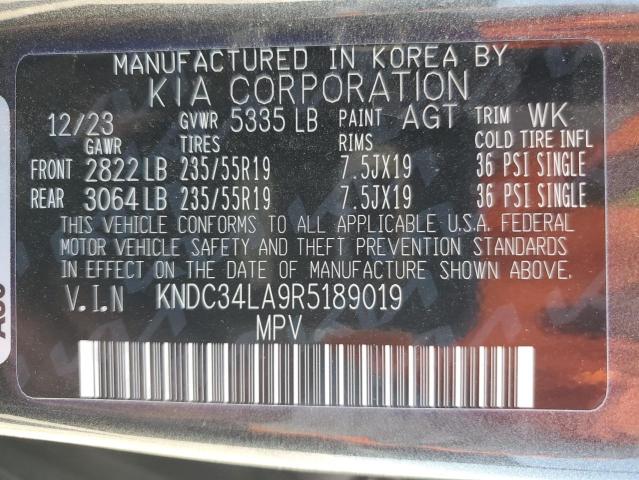 MANUFACTURED IN KOREA BY
KIA CORPORATION
12/23 GVWR 5335 LB PAINT AGT TRIM WK
GAWR TIRES RIMS COLD TIRE INFL
FRONT 2822 LB 235/55R19 7.5JX19 36 PSI SINGLE
REAR 3064 LB 235/55R19 7.5JX19 36 PSI SINGLE
THIS VEHICLE CONFORMS TO ALL APPLICABLE U.S.A. FEDERAL
MOTOR VEHICLE SAFETY AND THEFT PREVENTION STANDARDS
IN EFFECT ON THE DATE OF MANUFACTURE SHOWN ABOVE.
V.I.N KNDC34LA9R5189019
MPV